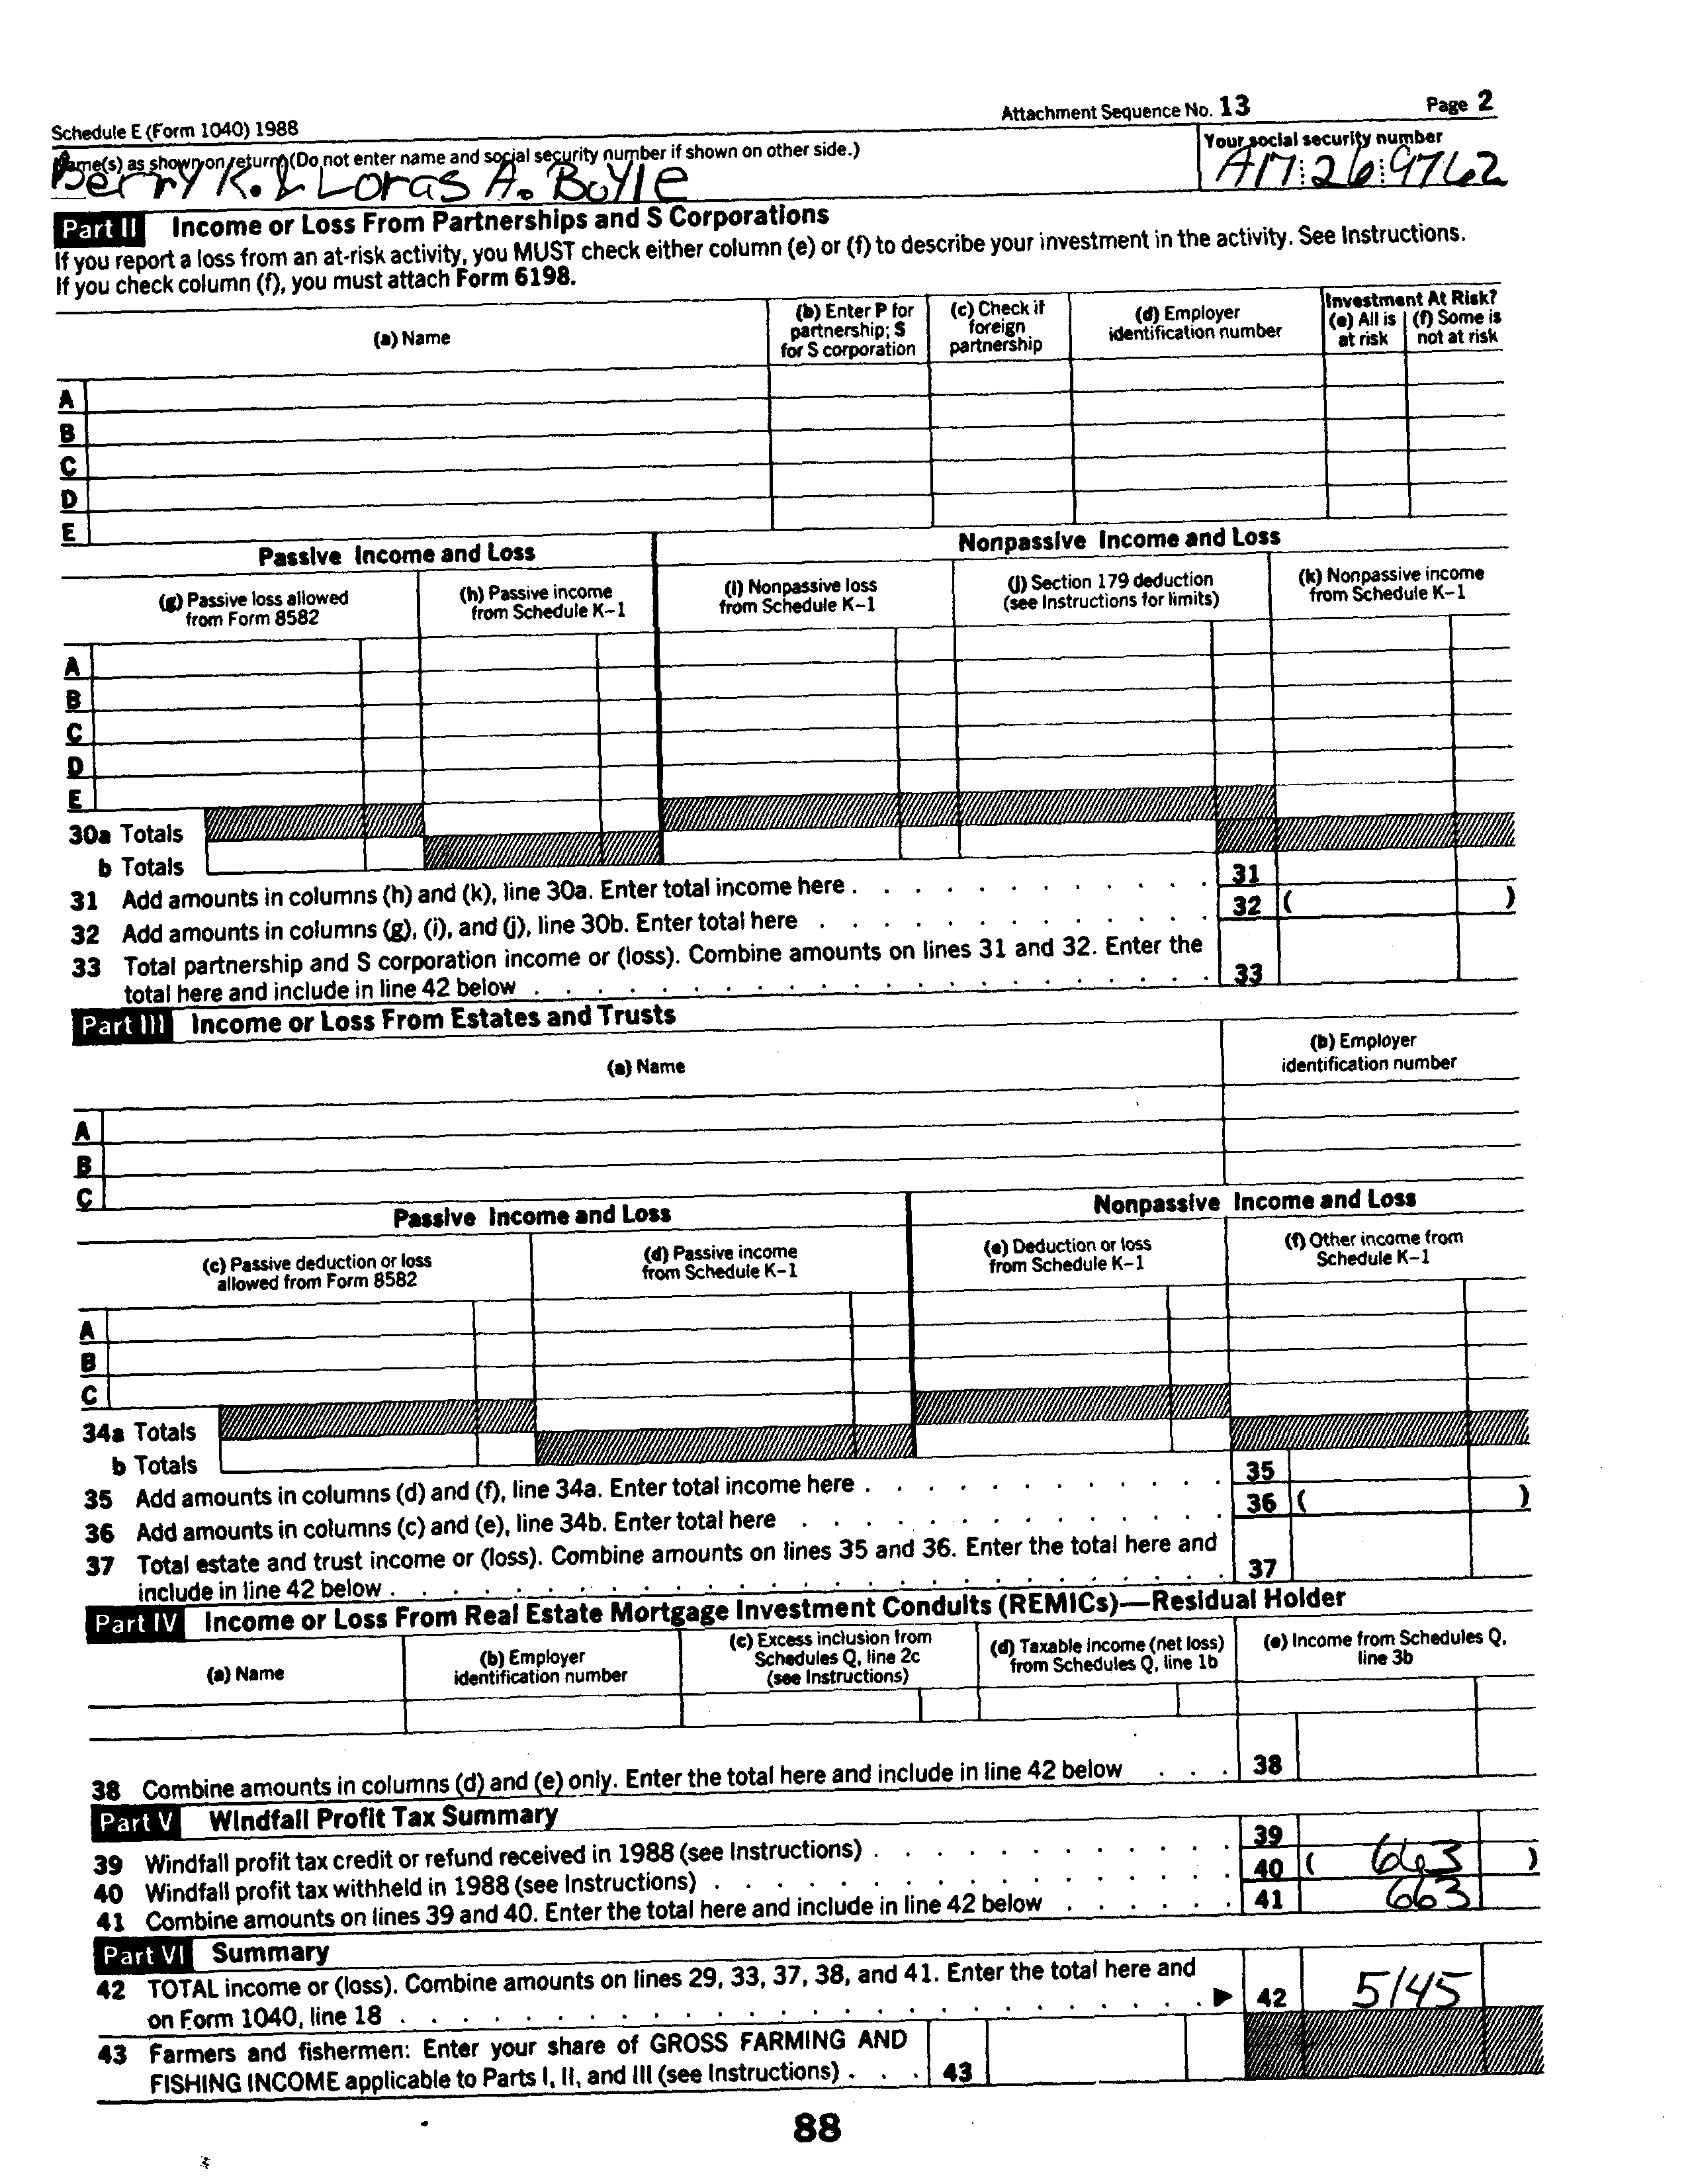 Schedule E (Form 1040) 1988 Attachment Sequence No. 13 Page 2
Name(s) as shown on return (Do not enter name and social security number if shown on other side.) Your social security number
Berry K. & Loras A. Boyle A17 26 9762
Part II Income or Loss From Partnerships and S Corporations
If you report a loss from an at-risk activity, you MUST check either column (e) or (f) to describe your investment in the activity. See Instructions.
If you check column (f), you must attach Form 6198.
(a) Name
(b) Enter P for partnership; S for S corporation
(c) Check if foreign partnership
(d) Employer identification number
Investment At Risk?
(e) All is at risk
(f) Some is not at risk
A
B
C
D
E
Passive Income and Loss Nonpassive Income and Loss
(g) Passive loss allowed from Form 8582
(h) Passive income from Schedule K-1
(i) Nonpassive loss from Schedule K-1
(j) Section 179 deduction (see Instructions for limits)
(k) Nonpassive income from Schedule K-1
A
B
C
D
E
30a Totals
b Totals
31 Add amounts in columns (h) and (k), line 30a. Enter total income here . . . 31
32 Add amounts in columns (g), (i), and (j), line 30b. Enter total here . . . 32 ( )
33 Total partnership and S corporation income or (loss). Combine amounts on lines 31 and 32. Enter the
total here and include in line 42 below . . . 33
Part III Income or Loss From Estates and Trusts
(a) Name
(b) Employer identification number
A
B
C
Passive Income and Loss Nonpassive Income and Loss
(c) Passive deduction or loss allowed from Form 8582
(d) Passive income from Schedule K-1
(e) Deduction or loss from Schedule K-1
(f) Other income from Schedule K-1
A
B
C
34a Totals
b Totals
35 Add amounts in columns (d) and (f), line 34a. Enter total income here . . . 35
36 Add amounts in columns (c) and (e), line 34b. Enter total here . . . 36 ( )
37 Total estate and trust income or (loss). Combine amounts on lines 35 and 36. Enter the total here and
include in line 42 below . . . 37
Part IV Income or Loss From Real Estate Mortgage Investment Conduits (REMICs)—Residual Holder
(a) Name
(b) Employer identification number
(c) Excess inclusion from Schedules Q, line 2c (see Instructions)
(d) Taxable income (net loss) from Schedules Q, line 1b
(e) Income from Schedules Q, line 3b
38 Combine amounts in columns (d) and (e) only. Enter the total here and include in line 42 below . . . 38
Part V Windfall Profit Tax Summary
39 Windfall profit tax credit or refund received in 1988 (see Instructions) . . . 39
40 Windfall profit tax withheld in 1988 (see Instructions) . . . 40 ( 663 )
41 Combine amounts on lines 39 and 40. Enter the total here and include in line 42 below . . . 41 663
Part VI Summary
42 TOTAL income or (loss). Combine amounts on lines 29, 33, 37, 38, and 41. Enter the total here and
on Form 1040, line 18 . . . ▶ 42 5145
43 Farmers and fishermen: Enter your share of GROSS FARMING AND
FISHING INCOME applicable to Parts I, II, and III (see Instructions) . . . 43
88